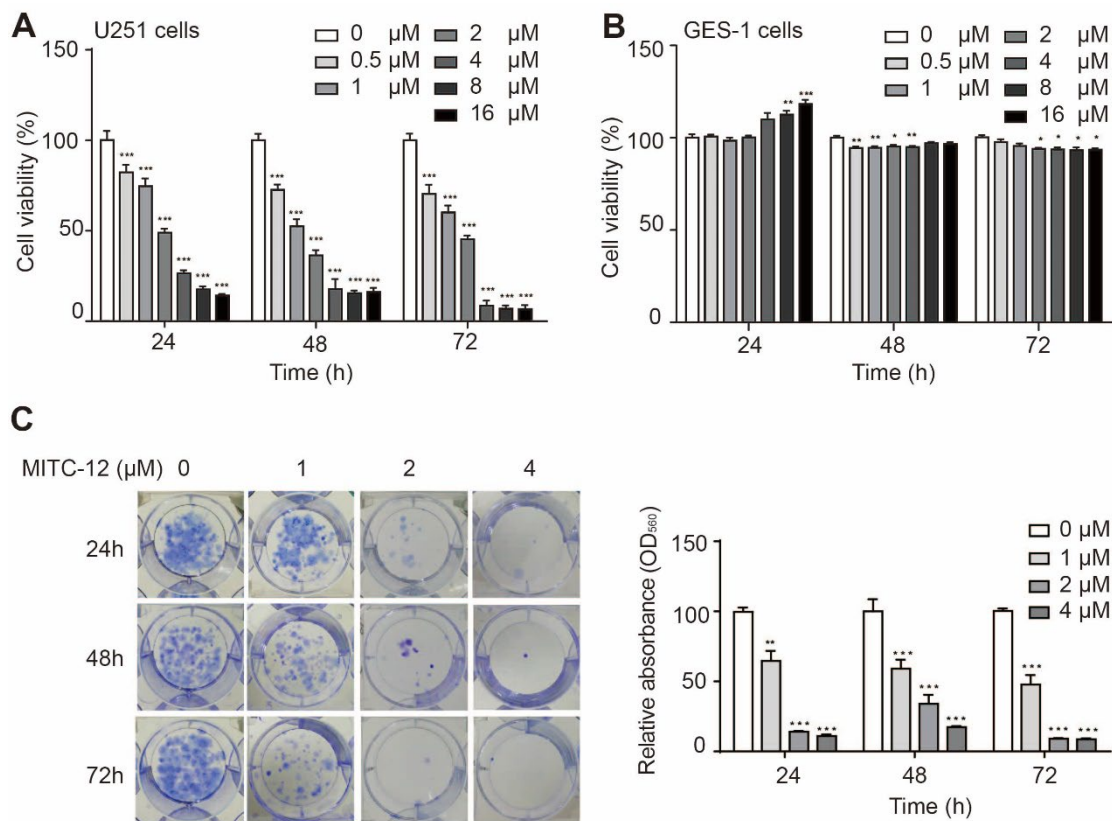 A
U251 cells
0 µM
0.5 µM
1 µM
2 µM
4 µM
8 µM
16 µM
Cell viability (%)
150
100
50
0
*** *** *** *** *** ***
*** *** *** *** *** ***
*** *** *** *** *** ***
24 48 72
Time (h)
B
GES-1 cells
0 µM
0.5 µM
1 µM
2 µM
4 µM
8 µM
16 µM
Cell viability (%)
150
100
50
0
** ***
** ** * **
* * * *
24 48 72
Time (h)
C
MITC-12 (µM) 0 1 2 4
24h
48h
72h
Relative absorbance (OD₅₆₀)
150
100
50
0
0 µM
1 µM
2 µM
4 µM
** *** ***
*** *** ***
*** *** ***
24 48 72
Time (h)